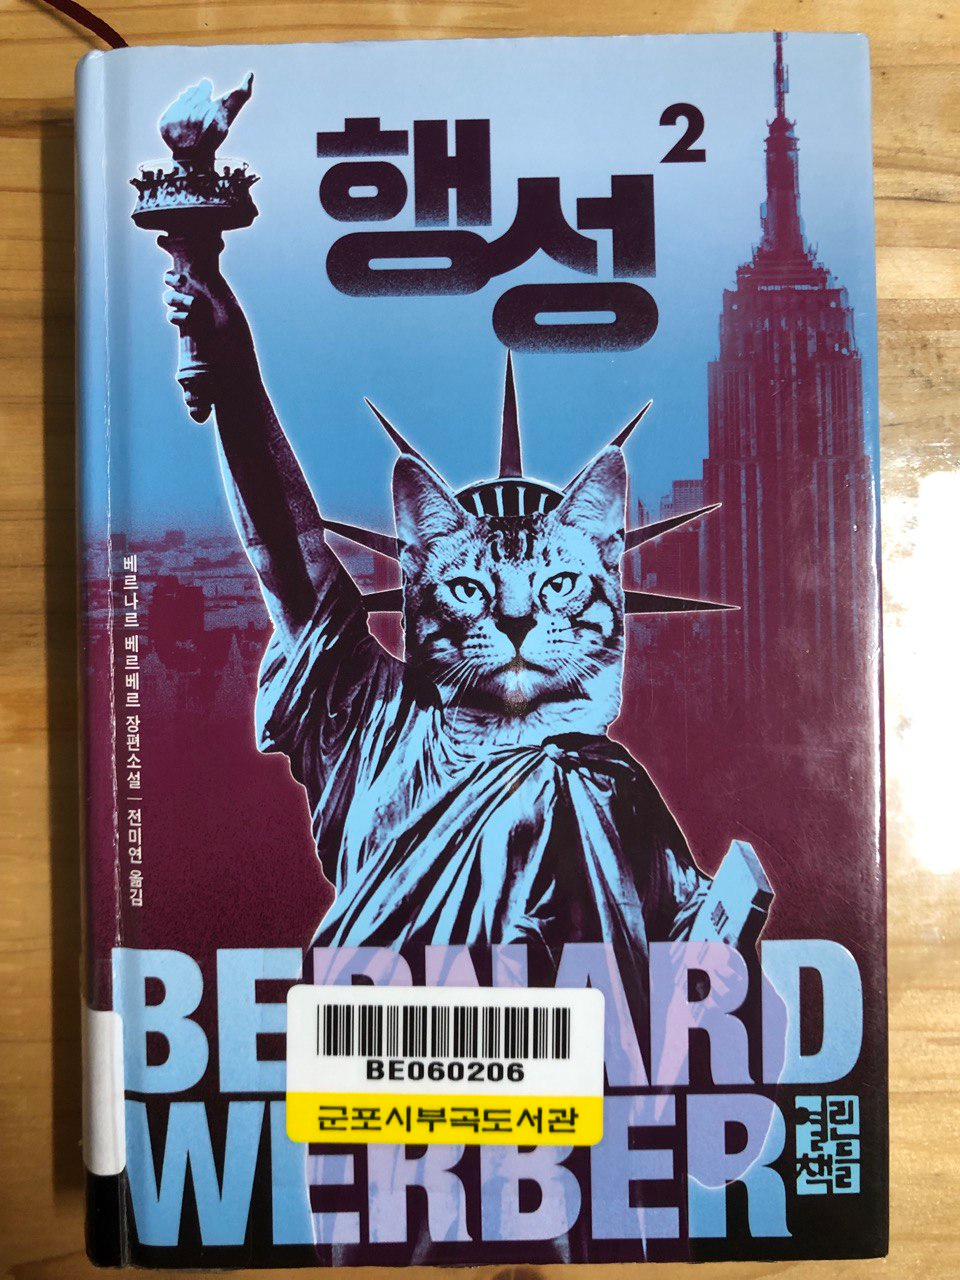 행성 2
베르나르 베르베르 장편소설 | 전미연 옮김
BERNARD
WERBER
BE060206
군포시부곡도서관
열린책들